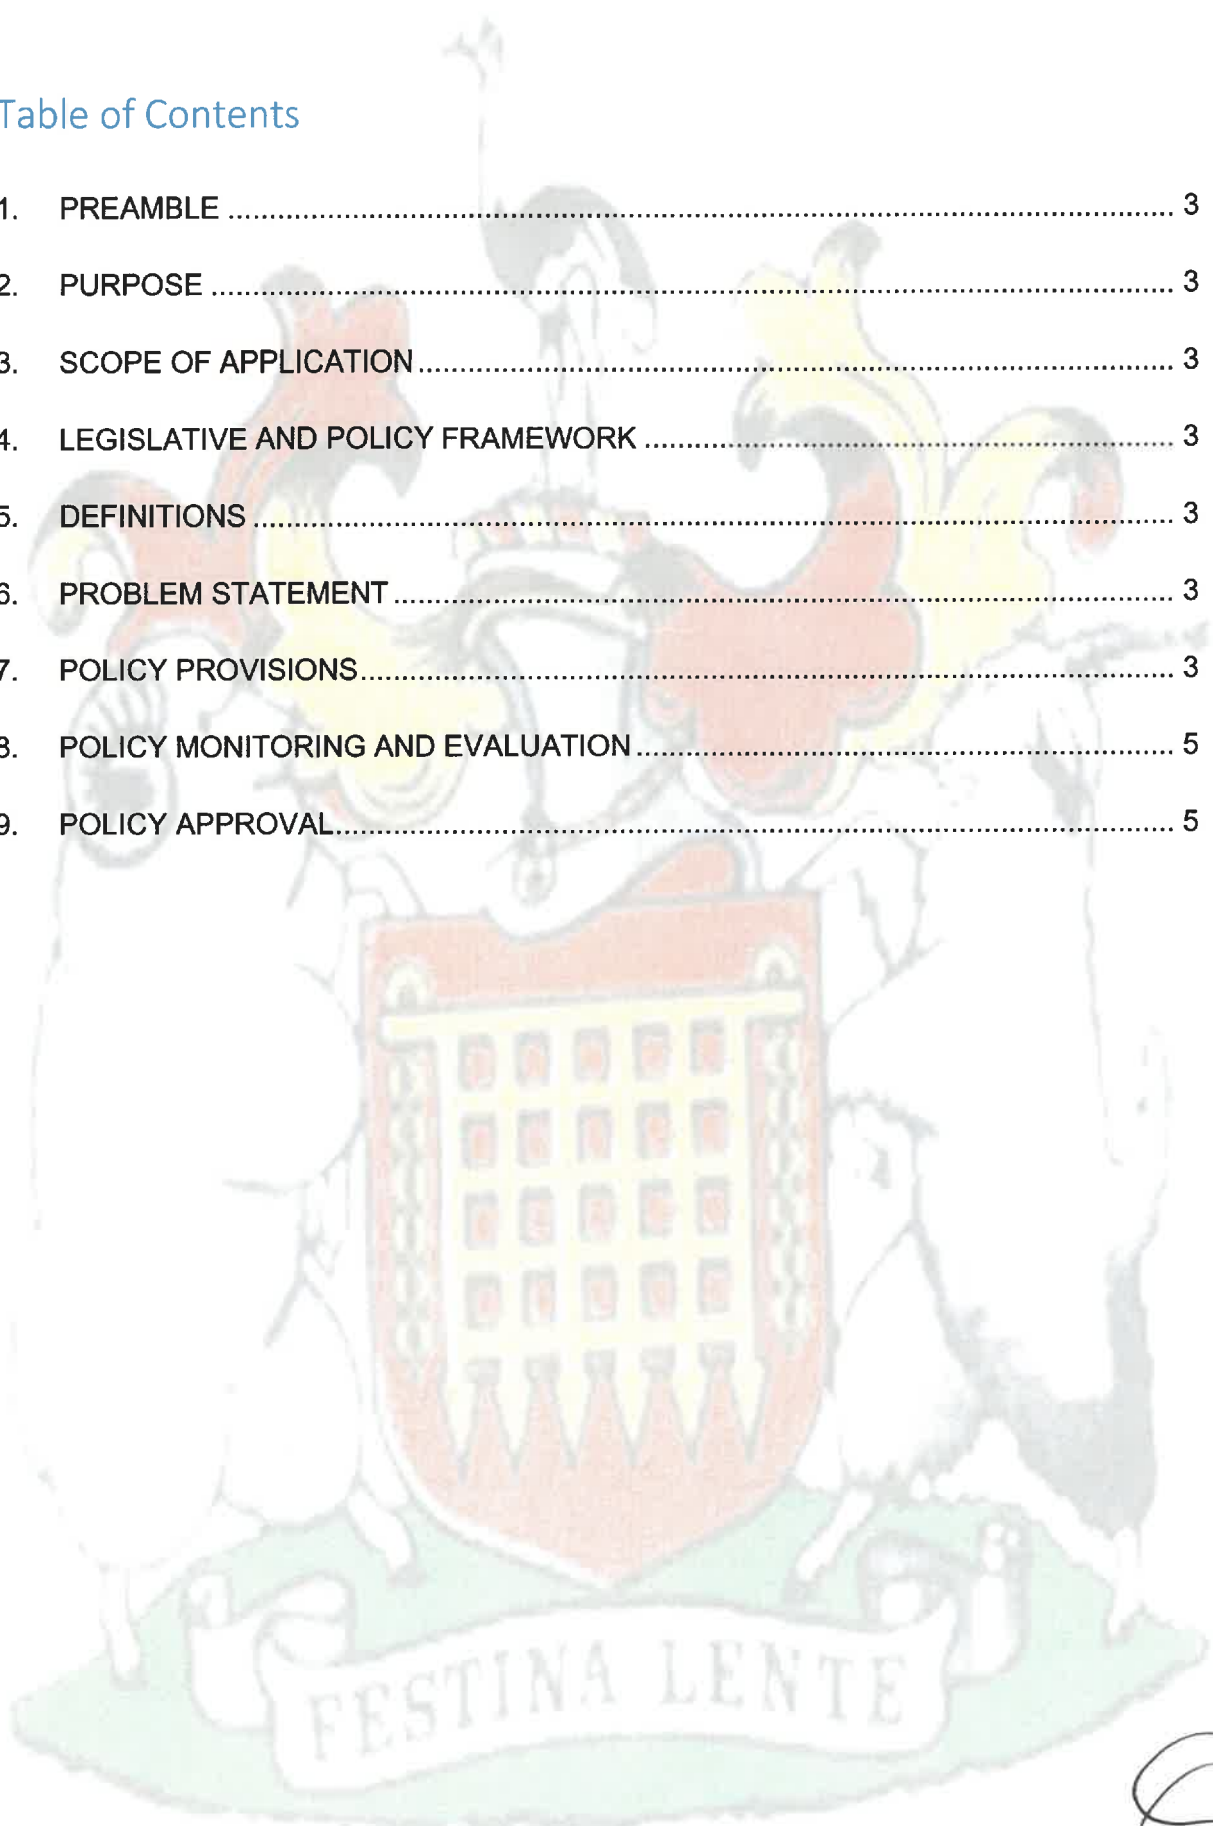 Table of Contents
1. PREAMBLE ........................................................ 3
2. PURPOSE ........................................................ 3
3. SCOPE OF APPLICATION ........................................................ 3
4. LEGISLATIVE AND POLICY FRAMEWORK ........................................................ 3
5. DEFINITIONS ........................................................ 3
6. PROBLEM STATEMENT ........................................................ 3
7. POLICY PROVISIONS ........................................................ 3
8. POLICY MONITORING AND EVALUATION ........................................................ 5
9. POLICY APPROVAL ........................................................ 5
FESTINA LENTE